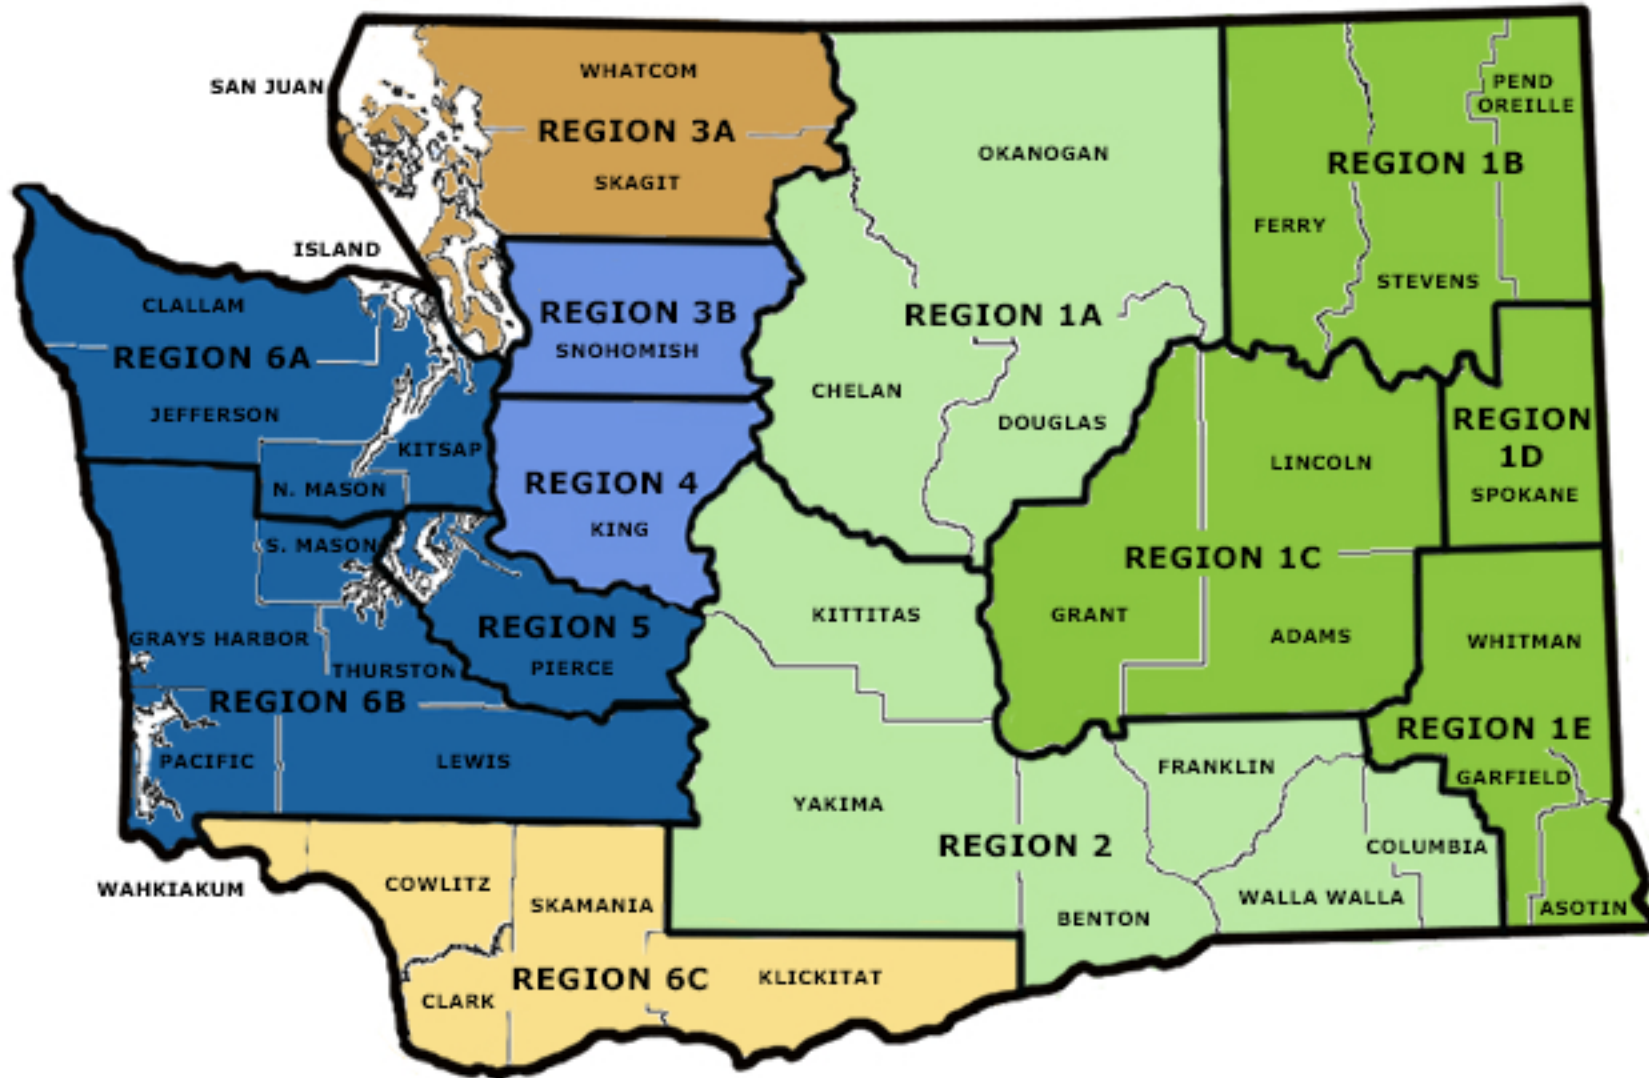 WHATCOM
SAN JUAN
REGION 3A
SKAGIT
ISLAND
REGION 3B
SNOHOMISH
CLALLAM
REGION 6A
JEFFERSON
KITSAP
N. MASON
REGION 4
KING
S. MASON
GRAYS HARBOR
THURSTON
REGION 5
PIERCE
REGION 6B
PACIFIC
LEWIS
WAHKIAKUM
COWLITZ
SKAMANIA
CLARK
REGION 6C
KLICKITAT
OKANOGAN
REGION 1A
CHELAN
DOUGLAS
KITTITAS
YAKIMA
REGION 2
BENTON
FRANKLIN
WALLA WALLA
COLUMBIA
PEND
OREILLE
REGION 1B
FERRY
STEVENS
LINCOLN
REGION 1C
GRANT
ADAMS
REGION
1D
SPOKANE
WHITMAN
REGION 1E
GARFIELD
ASOTIN